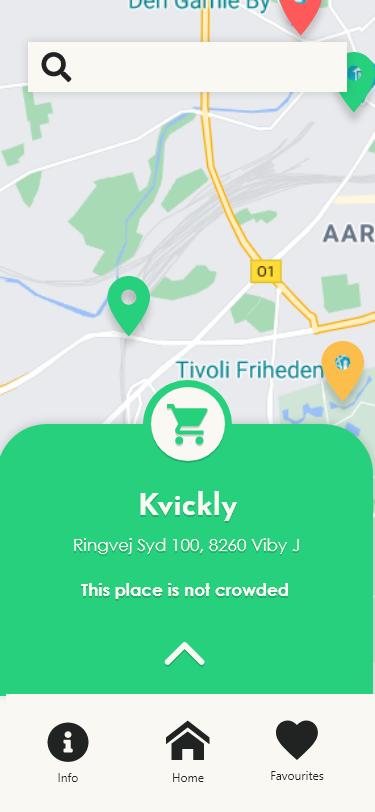 Den Gamle By
AAR
01
Tivoli Friheden
Kvickly
Ringvej Syd 100, 8260 Viby J
This place is not crowded
Info
Home
Favourites